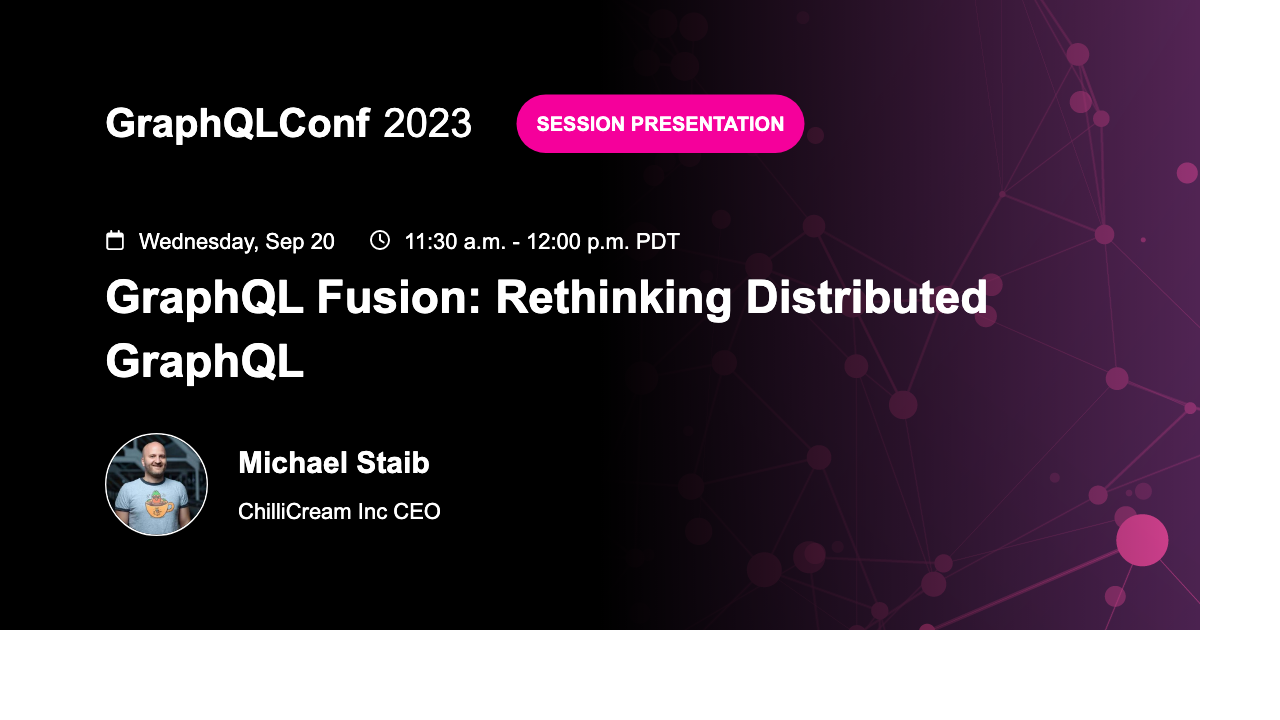 GraphQLConf 2023
SESSION PRESENTATION
Wednesday, Sep 20
11:30 a.m. - 12:00 p.m. PDT
GraphQL Fusion: Rethinking Distributed
GraphQL
Michael Staib
ChilliCream Inc CEO